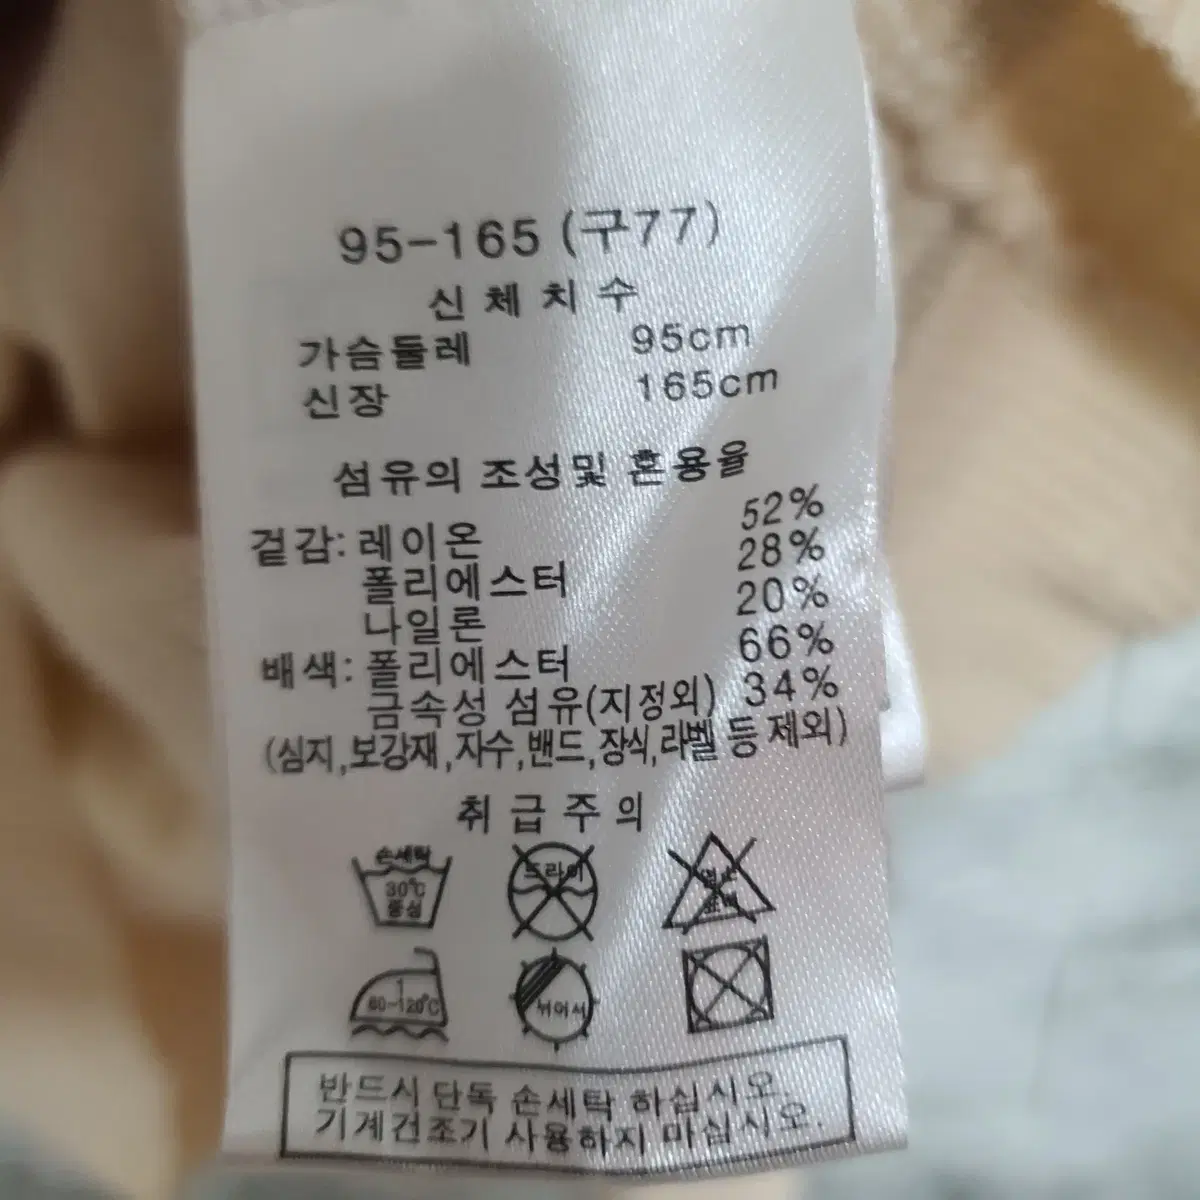 95-165 (구77)
신체치수
가슴둘레 95cm
신장 165cm
섬유의 조성및 혼용율
겉감: 레이온 52%
폴리에스터 28%
나일론 20%
배색: 폴리에스터 66%
금속성 섬유(지정외) 34%
(심지,보강재,자수,밴드,장식,라벨 등 제외)
취급주의
손세탁
30℃
중성
드라이
60-120℃
뉘어서
반드시 단독 손세탁 하십시오.
기계건조기 사용하지 마십시오.